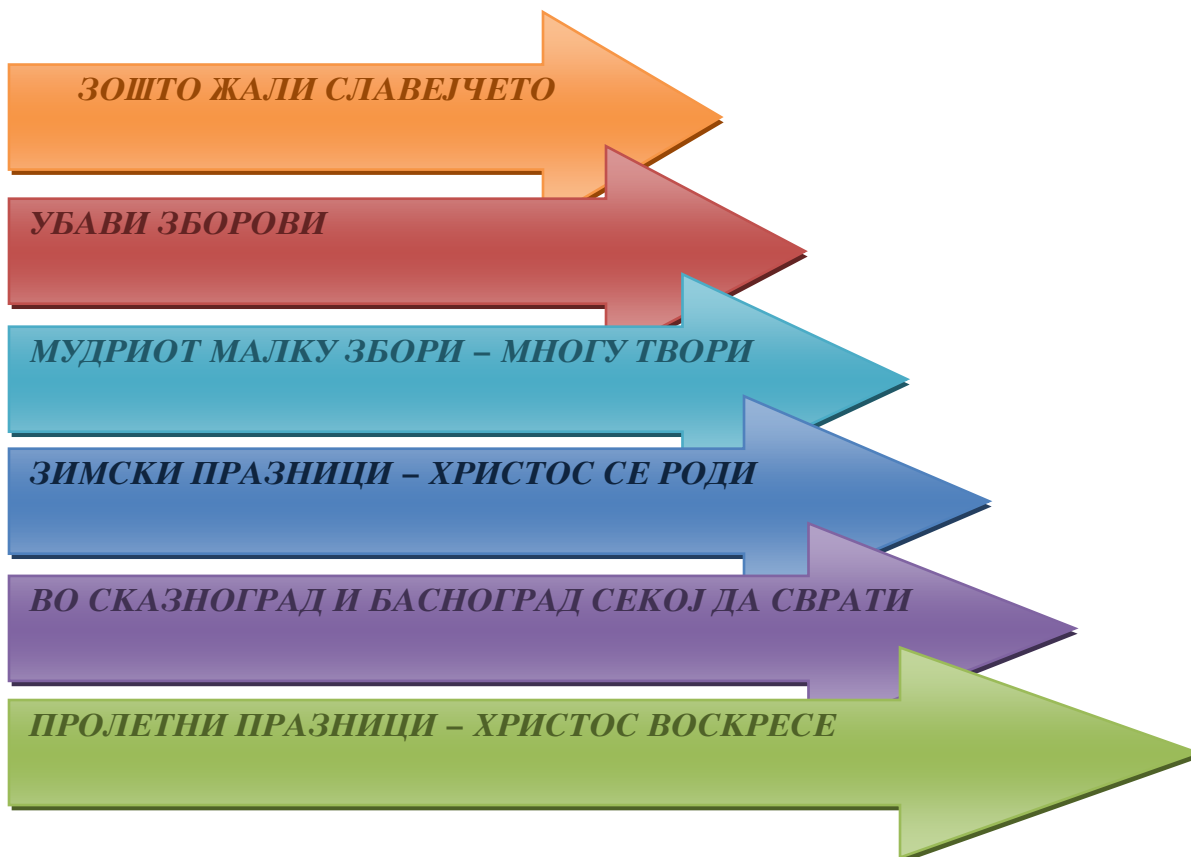 ЗОШТО ЖАЛИ СЛАВЕЈЧЕТО
УБАВИ ЗБОРОВИ
МУДРИОТ МАЛКУ ЗБОРИ – МНОГУ ТВОРИ
ЗИМСКИ ПРАЗНИЦИ – ХРИСТОС СЕ РОДИ
ВО СКАЗНОГРАД И БАСНОГРАД СЕКОЈ ДА СВРАТИ
ПРОЛЕТНИ ПРАЗНИЦИ – ХРИСТОС ВОСКРЕСЕ